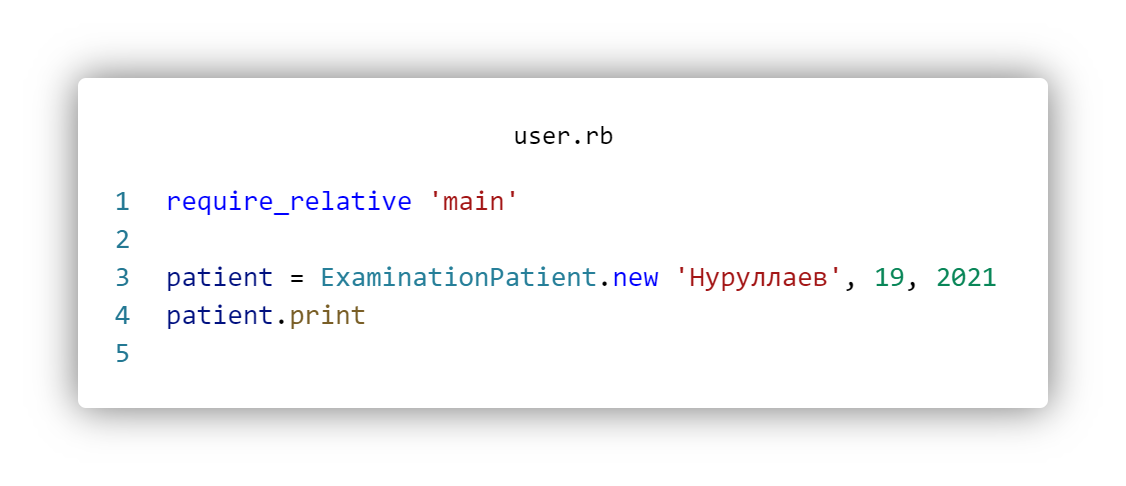 user.rb
1 require_relative 'main'
2
3 patient = ExaminationPatient.new 'Нуруллаев', 19, 2021
4 patient.print
5